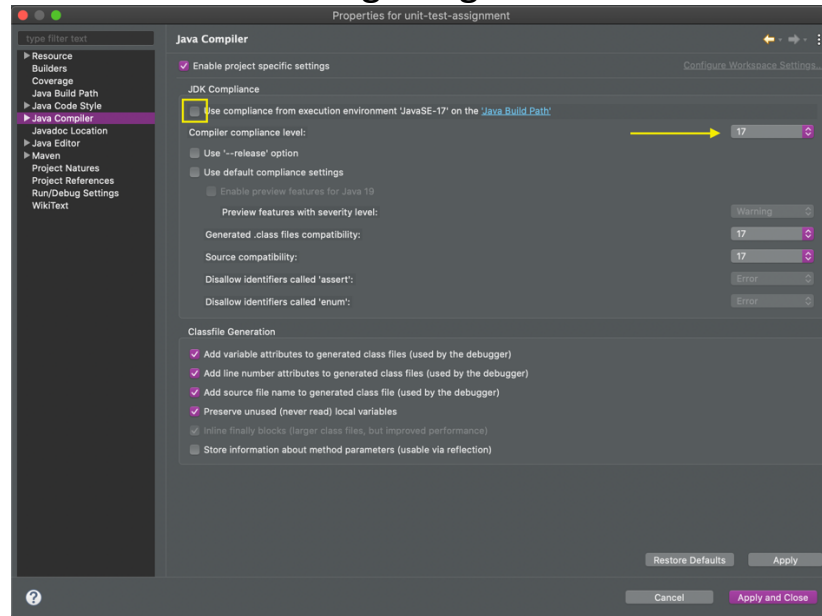 Properties for unit-test-assignment
type filter text
Java Compiler
Resource
Builders
Coverage
Java Build Path
Java Code Style
Java Compiler
Javadoc Location
Java Editor
Maven
Project Natures
Project References
Run/Debug Settings
WikiText
Enable project specific settings
Configure Workspace Settings...
JDK Compliance
Use compliance from execution environment 'JavaSE-17' on the 'Java Build Path'
Compiler compliance level: 17
Use '--release' option
Use default compliance settings
Enable preview features for Java 19
Preview features with severity level: Warning
Generated .class files compatibility: 17
Source compatibility: 17
Disallow identifiers called 'assert': Error
Disallow identifiers called 'enum': Error
Classfile Generation
Add variable attributes to generated class files (used by the debugger)
Add line number attributes to generated class files (used by the debugger)
Add source file name to generated class file (used by the debugger)
Preserve unused (never read) local variables
Inline finally blocks (larger class files, but improved performance)
Store information about method parameters (usable via reflection)
Restore Defaults
Apply
Cancel
Apply and Close